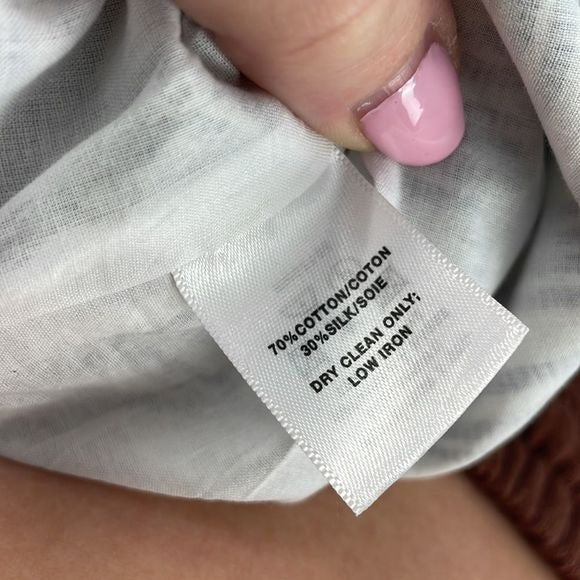 70%COTTON/COTON
30%SILK/SOIE
DRY CLEAN ONLY;
LOW IRON